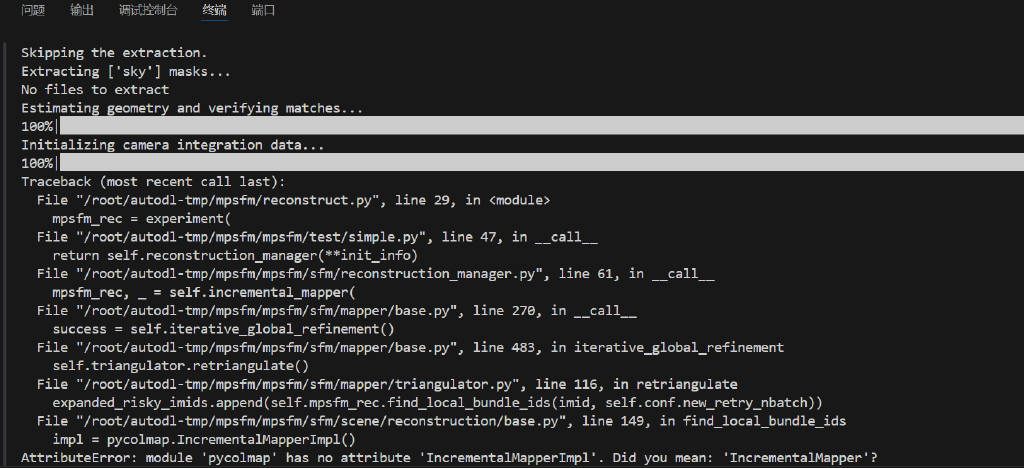 问题 输出 调试控制台 终端 端口
Skipping the extraction.
Extracting ['sky'] masks...
No files to extract
Estimating geometry and verifying matches...
100%|
Initializing camera integration data...
100%|
Traceback (most recent call last):
  File "/root/autodl-tmp/mpsfm/reconstruct.py", line 29, in <module>
    mpsfm_rec = experiment(
  File "/root/autodl-tmp/mpsfm/mpsfm/test/simple.py", line 47, in __call__
    return self.reconstruction_manager(**init_info)
  File "/root/autodl-tmp/mpsfm/mpsfm/sfm/reconstruction_manager.py", line 61, in __call__
    mpsfm_rec, _ = self.incremental_mapper(
  File "/root/autodl-tmp/mpsfm/mpsfm/sfm/mapper/base.py", line 270, in __call__
    success = self.iterative_global_refinement()
  File "/root/autodl-tmp/mpsfm/mpsfm/sfm/mapper/base.py", line 483, in iterative_global_refinement
    self.triangulator.retriangulate()
  File "/root/autodl-tmp/mpsfm/mpsfm/sfm/mapper/triangulator.py", line 116, in retriangulate
    expanded_risky_imids.append(self.mpsfm_rec.find_local_bundle_ids(imid, self.conf.new_retry_nbatch))
  File "/root/autodl-tmp/mpsfm/mpsfm/sfm/scene/reconstruction/base.py", line 149, in find_local_bundle_ids
    impl = pycolmap.IncrementalMapperImpl()
AttributeError: module 'pycolmap' has no attribute 'IncrementalMapperImpl'. Did you mean: 'IncrementalMapper'?